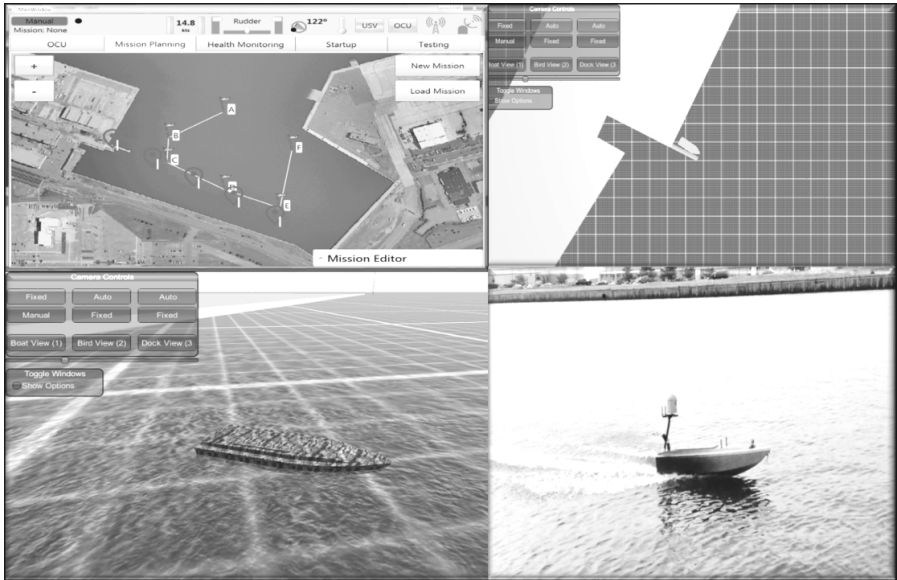 MainWindow
Manual
Mission: None
14.8
kts
Rudder
122°
USV
OCU
OCU
Mission Planning
Health Monitoring
Startup
Testing
+
-
New Mission
Load Mission
A
B
C
E
F
- Mission Editor
Camera Controls
Fixed
Auto
Auto
Manual
Fixed
Fixed
Boat View (1)
Bird View (2)
Dock View (3
Toggle Windows
Show Options
Camera Controls
Fixed
Auto
Auto
Manual
Fixed
Fixed
Boat View (1)
Bird View (2)
Dock View (3
Toggle Windows
Show Options